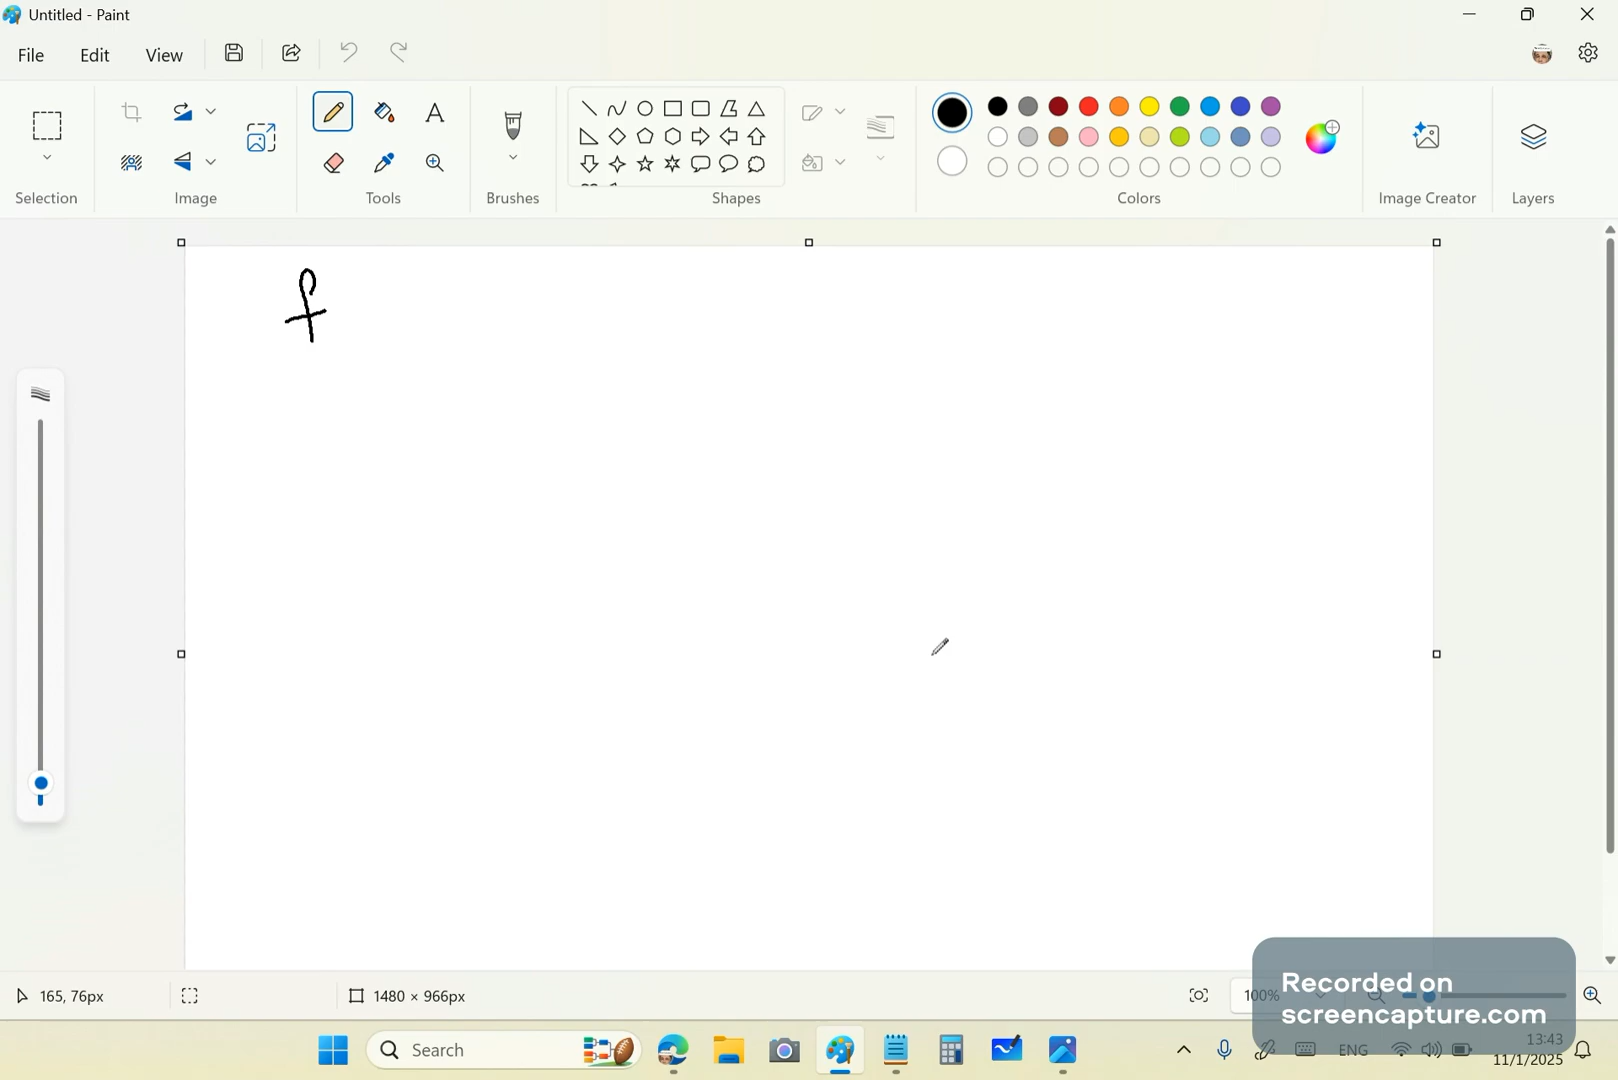 Untitled - Paint
File Edit View
Selection Image Tools Brushes Shapes Colors Image Creator Layers
f
165, 76px 1480 × 966px 100%
Recorded on
screencapture.com
Search ENG 13:43
11/1/2025